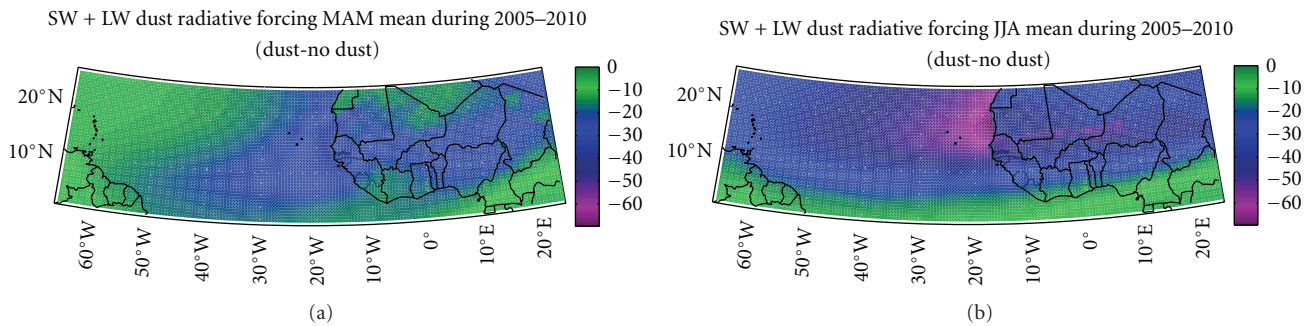 SW + LW dust radiative forcing MAM mean during 2005–2010
(dust-no dust)
20°N
10°N
0
−10
−20
−30
−40
−50
−60
60°W
50°W
40°W
30°W
20°W
10°W
0°
10°E
20°E
(a)
SW + LW dust radiative forcing JJA mean during 2005–2010
(dust-no dust)
20°N
10°N
0
−10
−20
−30
−40
−50
−60
60°W
50°W
40°W
30°W
20°W
10°W
0°
10°E
20°E
(b)